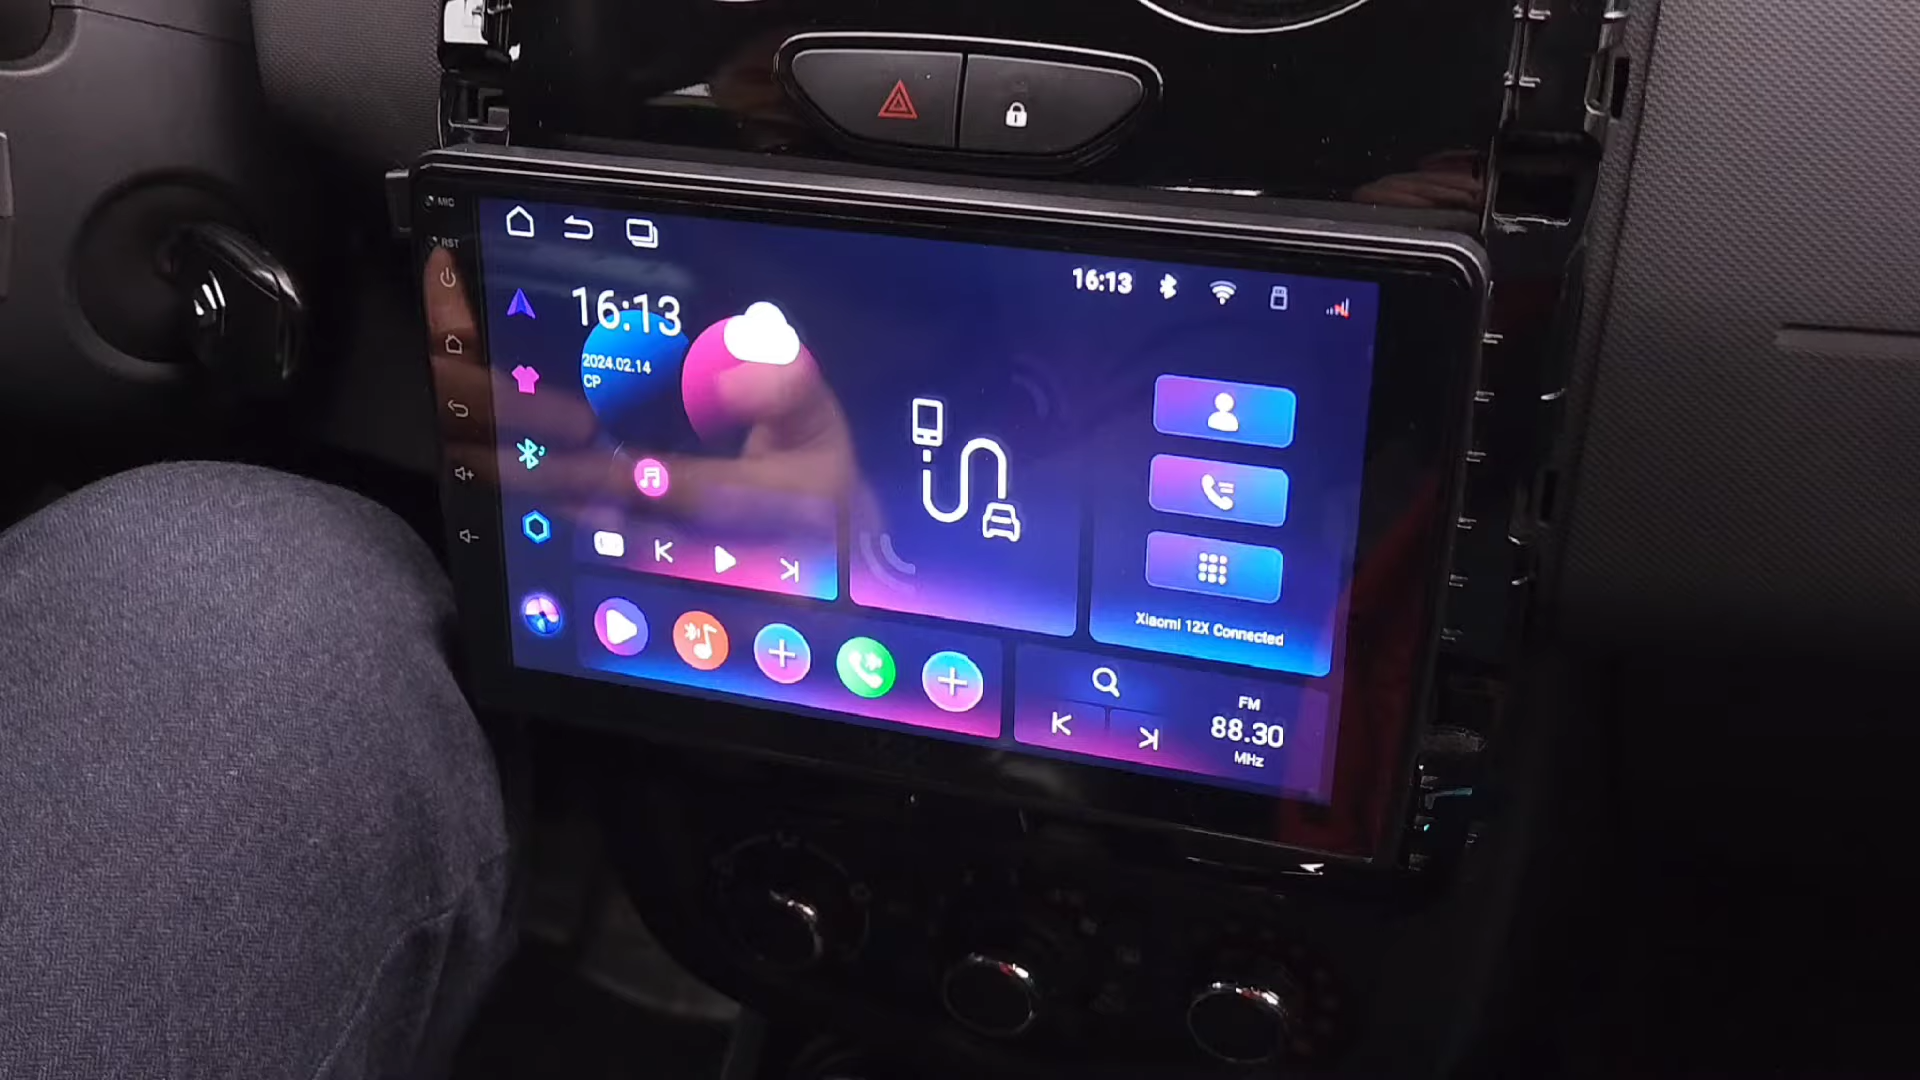 MIC
RST
16:13
16:13
2024.02.14
CP
Xiaomi 12X Connected
FM
88.30
MHz